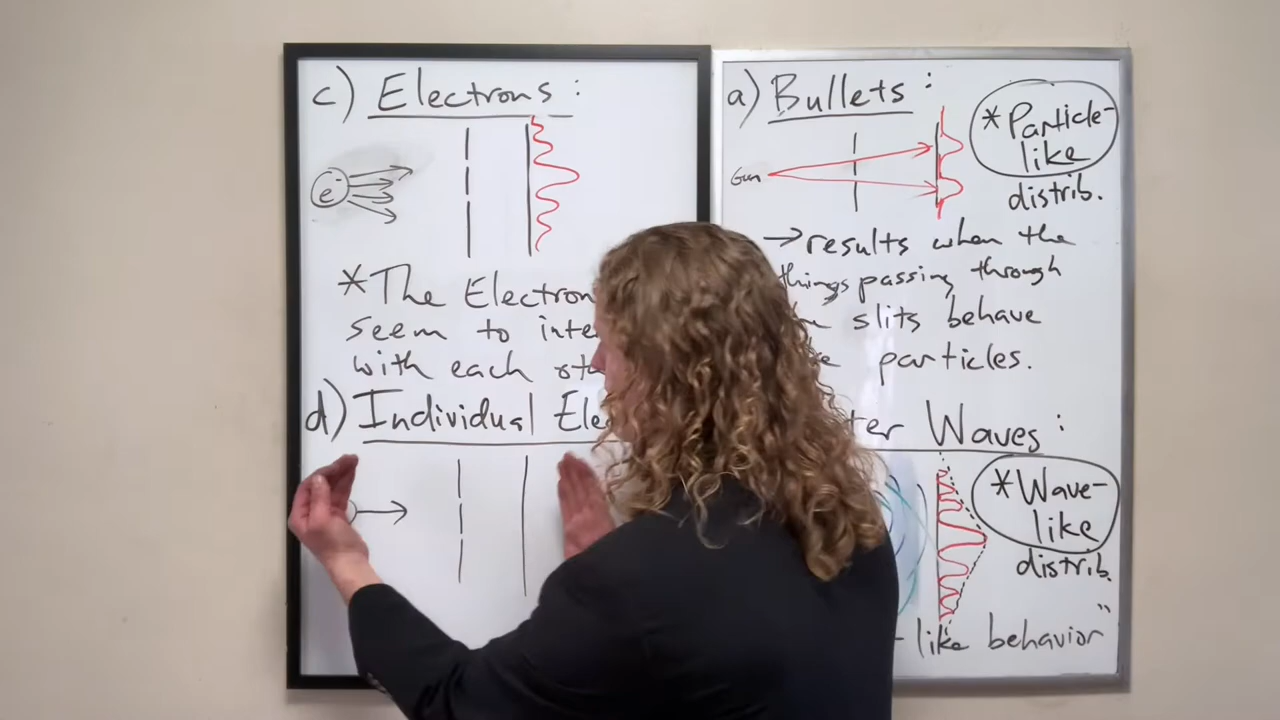 c) Electrons:
e⁻
*The Electron
seem to inte
with each
d) Individual Ele
a) Bullets:
Gun
*Particle-
like
distrib.
→results when the
things passing through
slits behave
particles.
ter Waves:
*Wave-
like
distrib.
-like behavior"